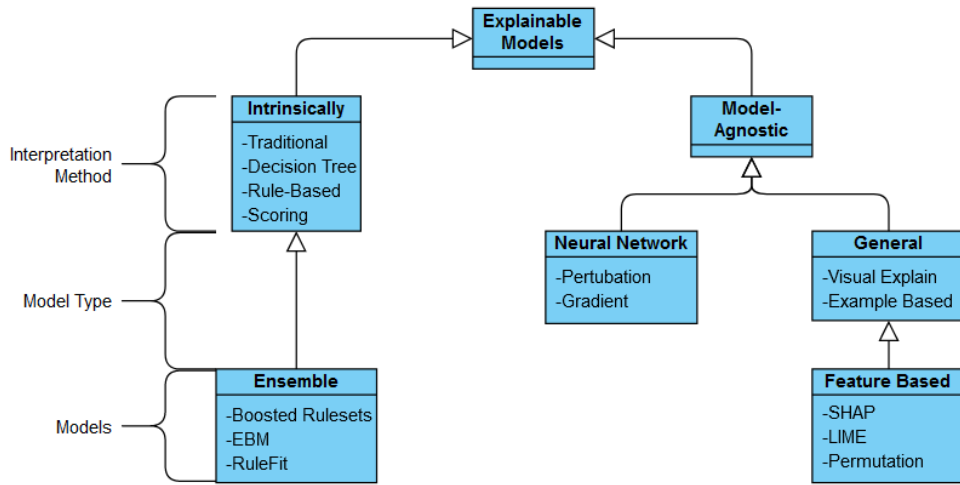 Explainable
Models
Intrinsically
-Traditional
-Decision Tree
-Rule-Based
-Scoring
Model-
Agnostic
Interpretation
Method
Neural Network
-Pertubation
-Gradient
General
-Visual Explain
-Example Based
Model Type
Ensemble
-Boosted Rulesets
-EBM
-RuleFit
Feature Based
-SHAP
-LIME
-Permutation
Models